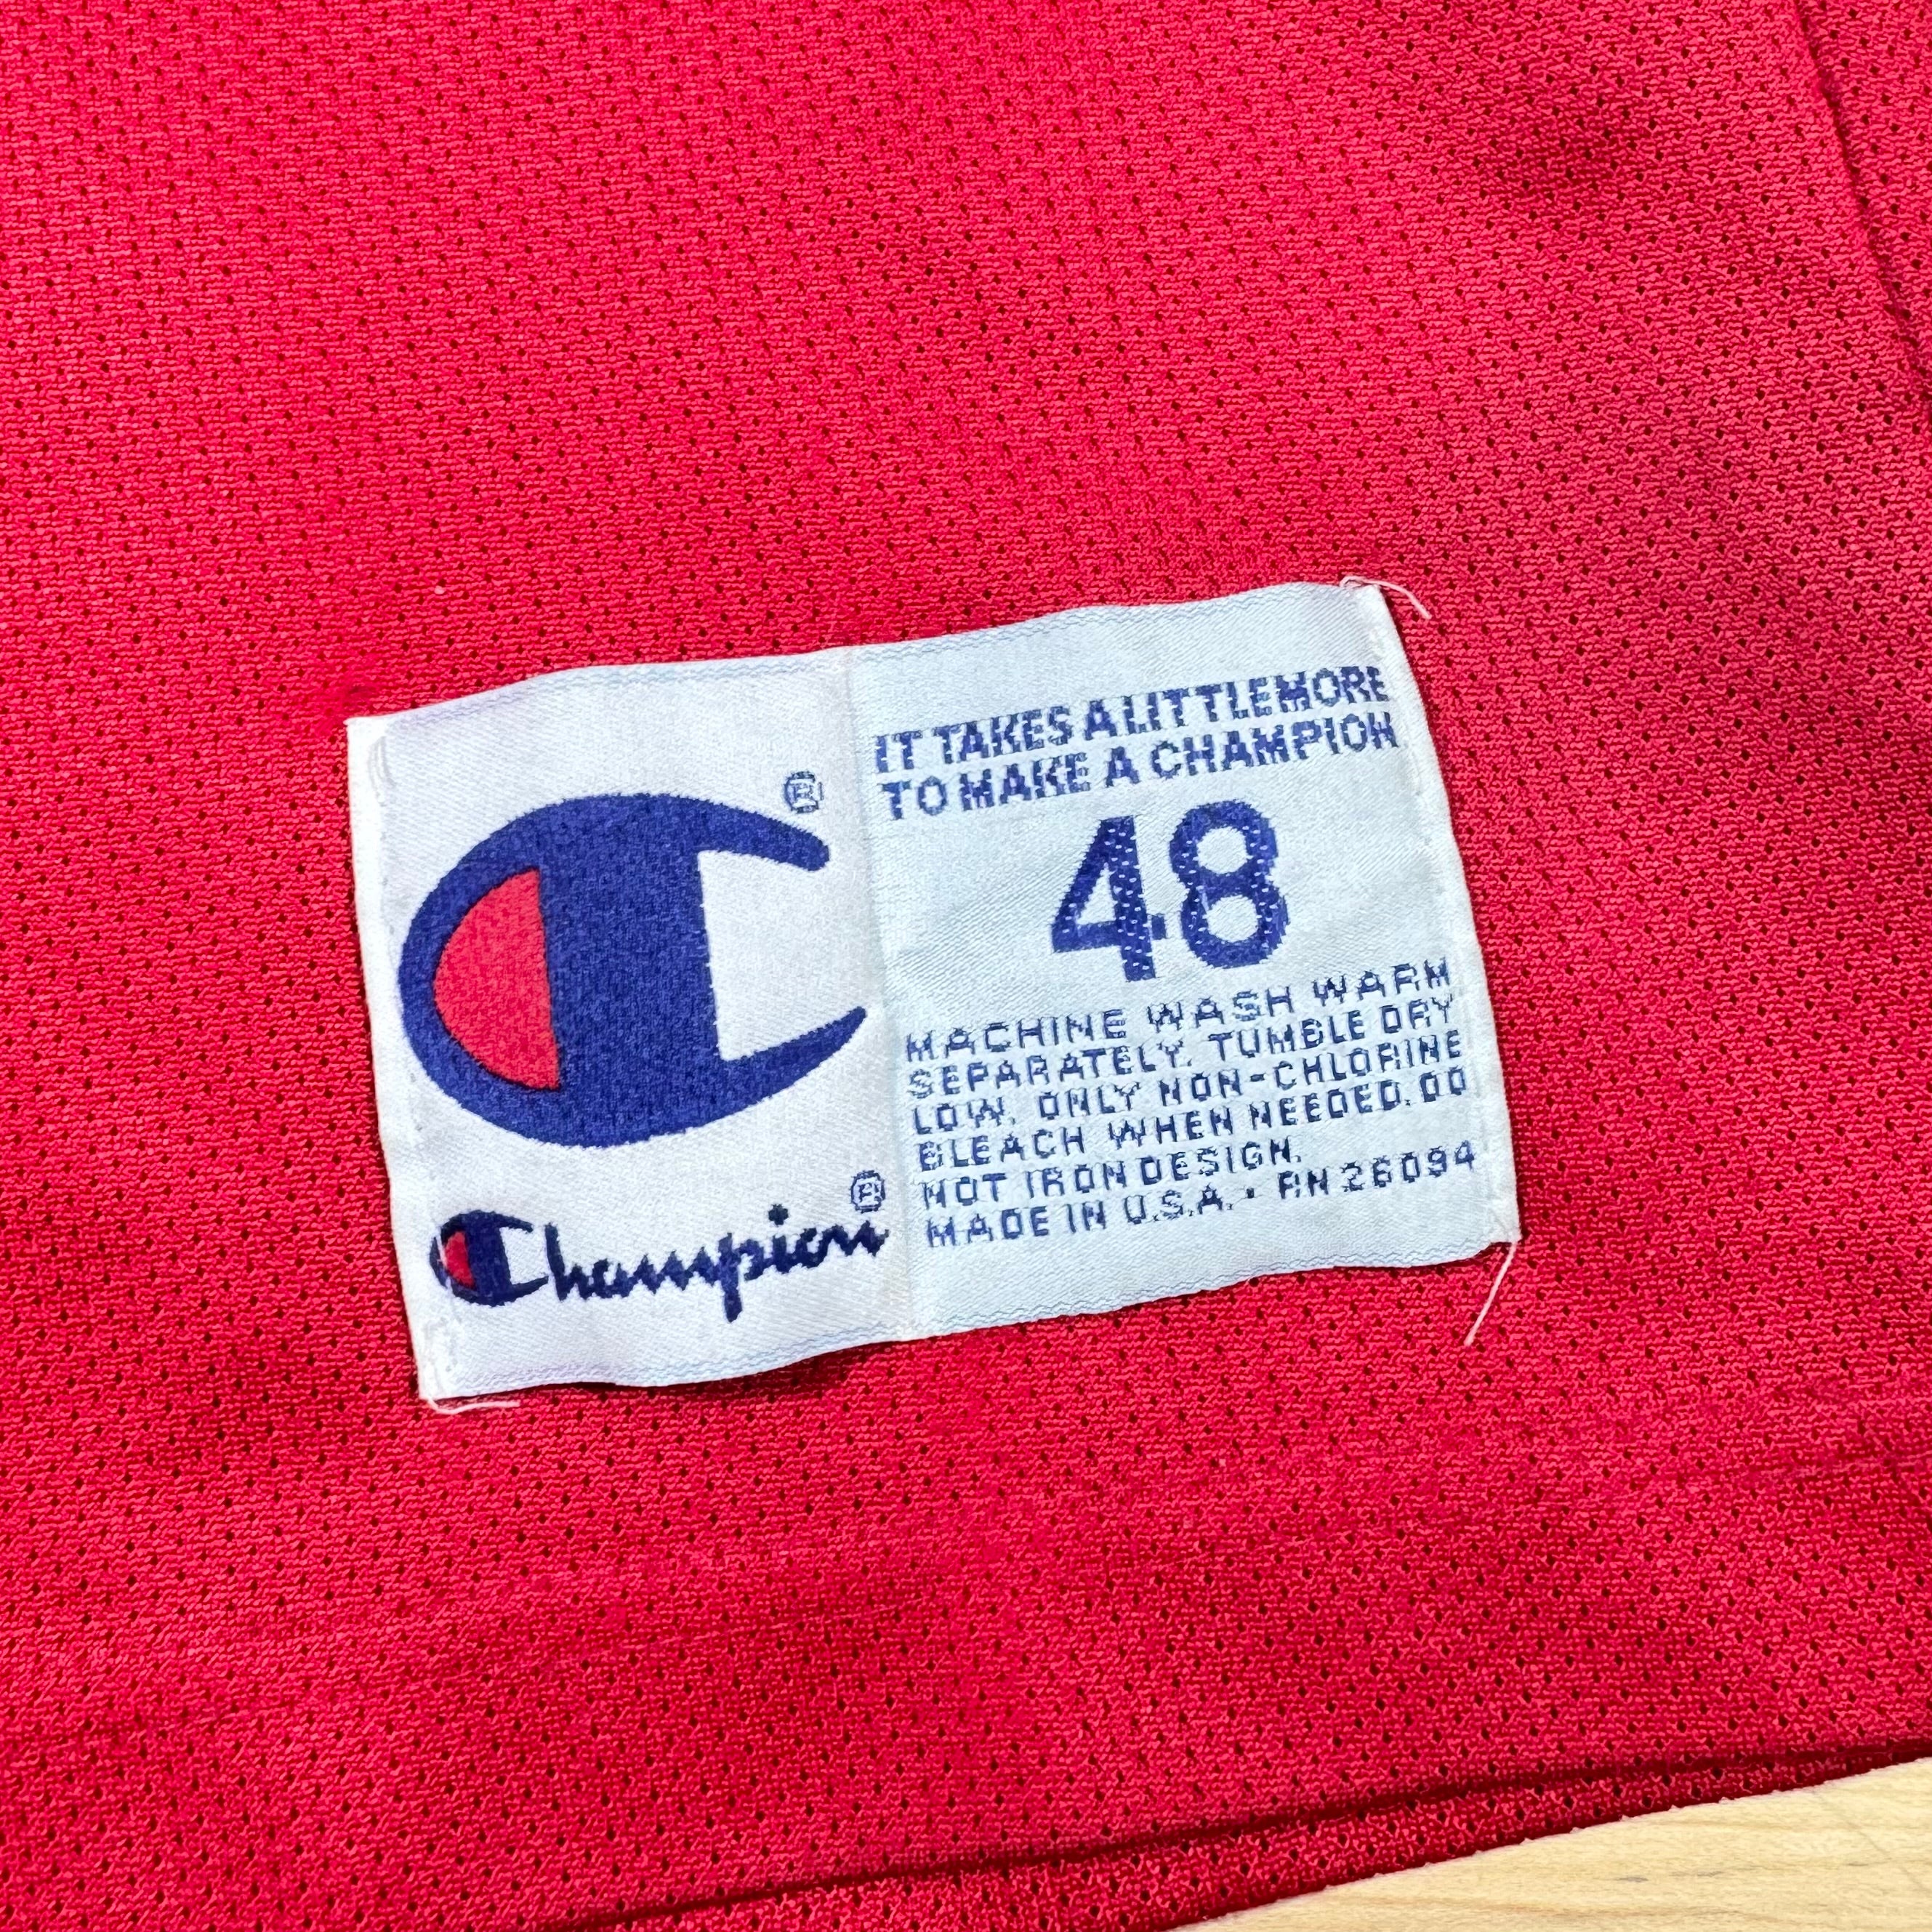 ®
Champion®
IT TAKES A LITTLE MORE
TO MAKE A CHAMPION
48
MACHINE WASH WARM
SEPARATELY. TUMBLE DRY
LOW. ONLY NON-CHLORINE
BLEACH WHEN NEEDED. DO
NOT IRON DESIGN.
MADE IN U.S.A. • RN 26094